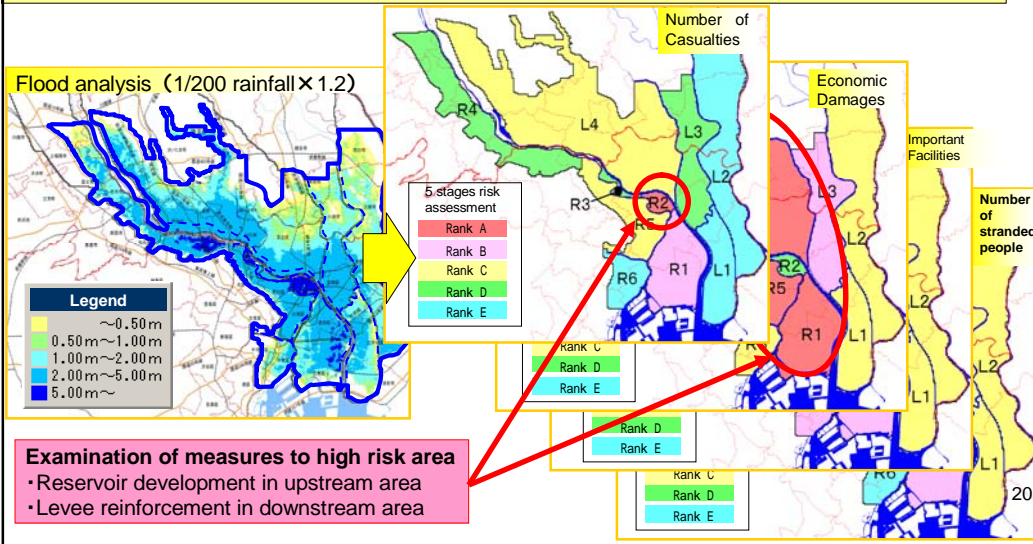 Flood analysis (1/200 rainfall×1.2)
Legend
～0.50m
0.50m～1.00m
1.00m～2.00m
2.00m～5.00m
5.00m～
Number of
Casualties
R4
L4
L3
L2
R3
R2
R5
R1
L1
R6
5 stages risk
assessment
Rank A
Rank B
Rank C
Rank D
Rank E
Economic
Damages
L3
L2
R2
R5
R1
L1
Rank C
Rank D
Rank E
Important
Facilities
L2
L1
Rank D
Rank E
Number
of
stranded
people
L2
L1
R6
Rank C
Rank D
Rank E
Examination of measures to high risk area
・Reservoir development in upstream area
・Levee reinforcement in downstream area
20